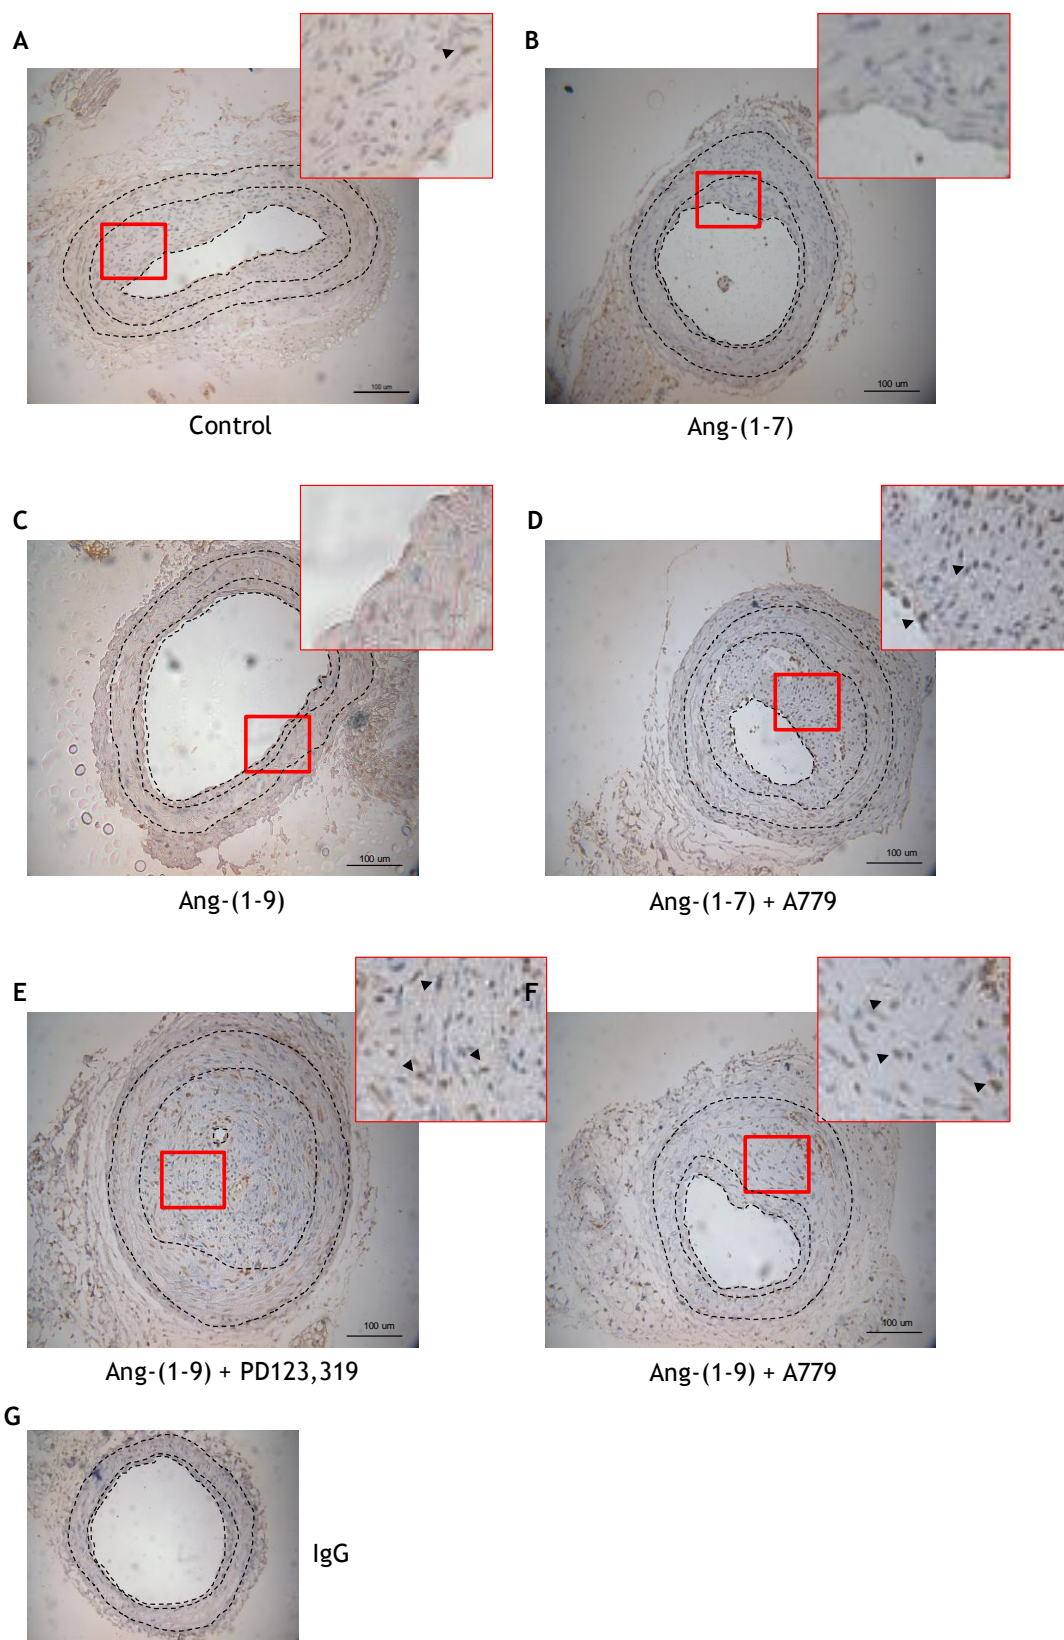 A
B
100 um
100 um
Control
Ang-(1-7)
C
D
100 um
100 um
Ang-(1-9)
Ang-(1-7) + A779
E
F
100 um
100 um
Ang-(1-9) + PD123,319
Ang-(1-9) + A779
G
IgG